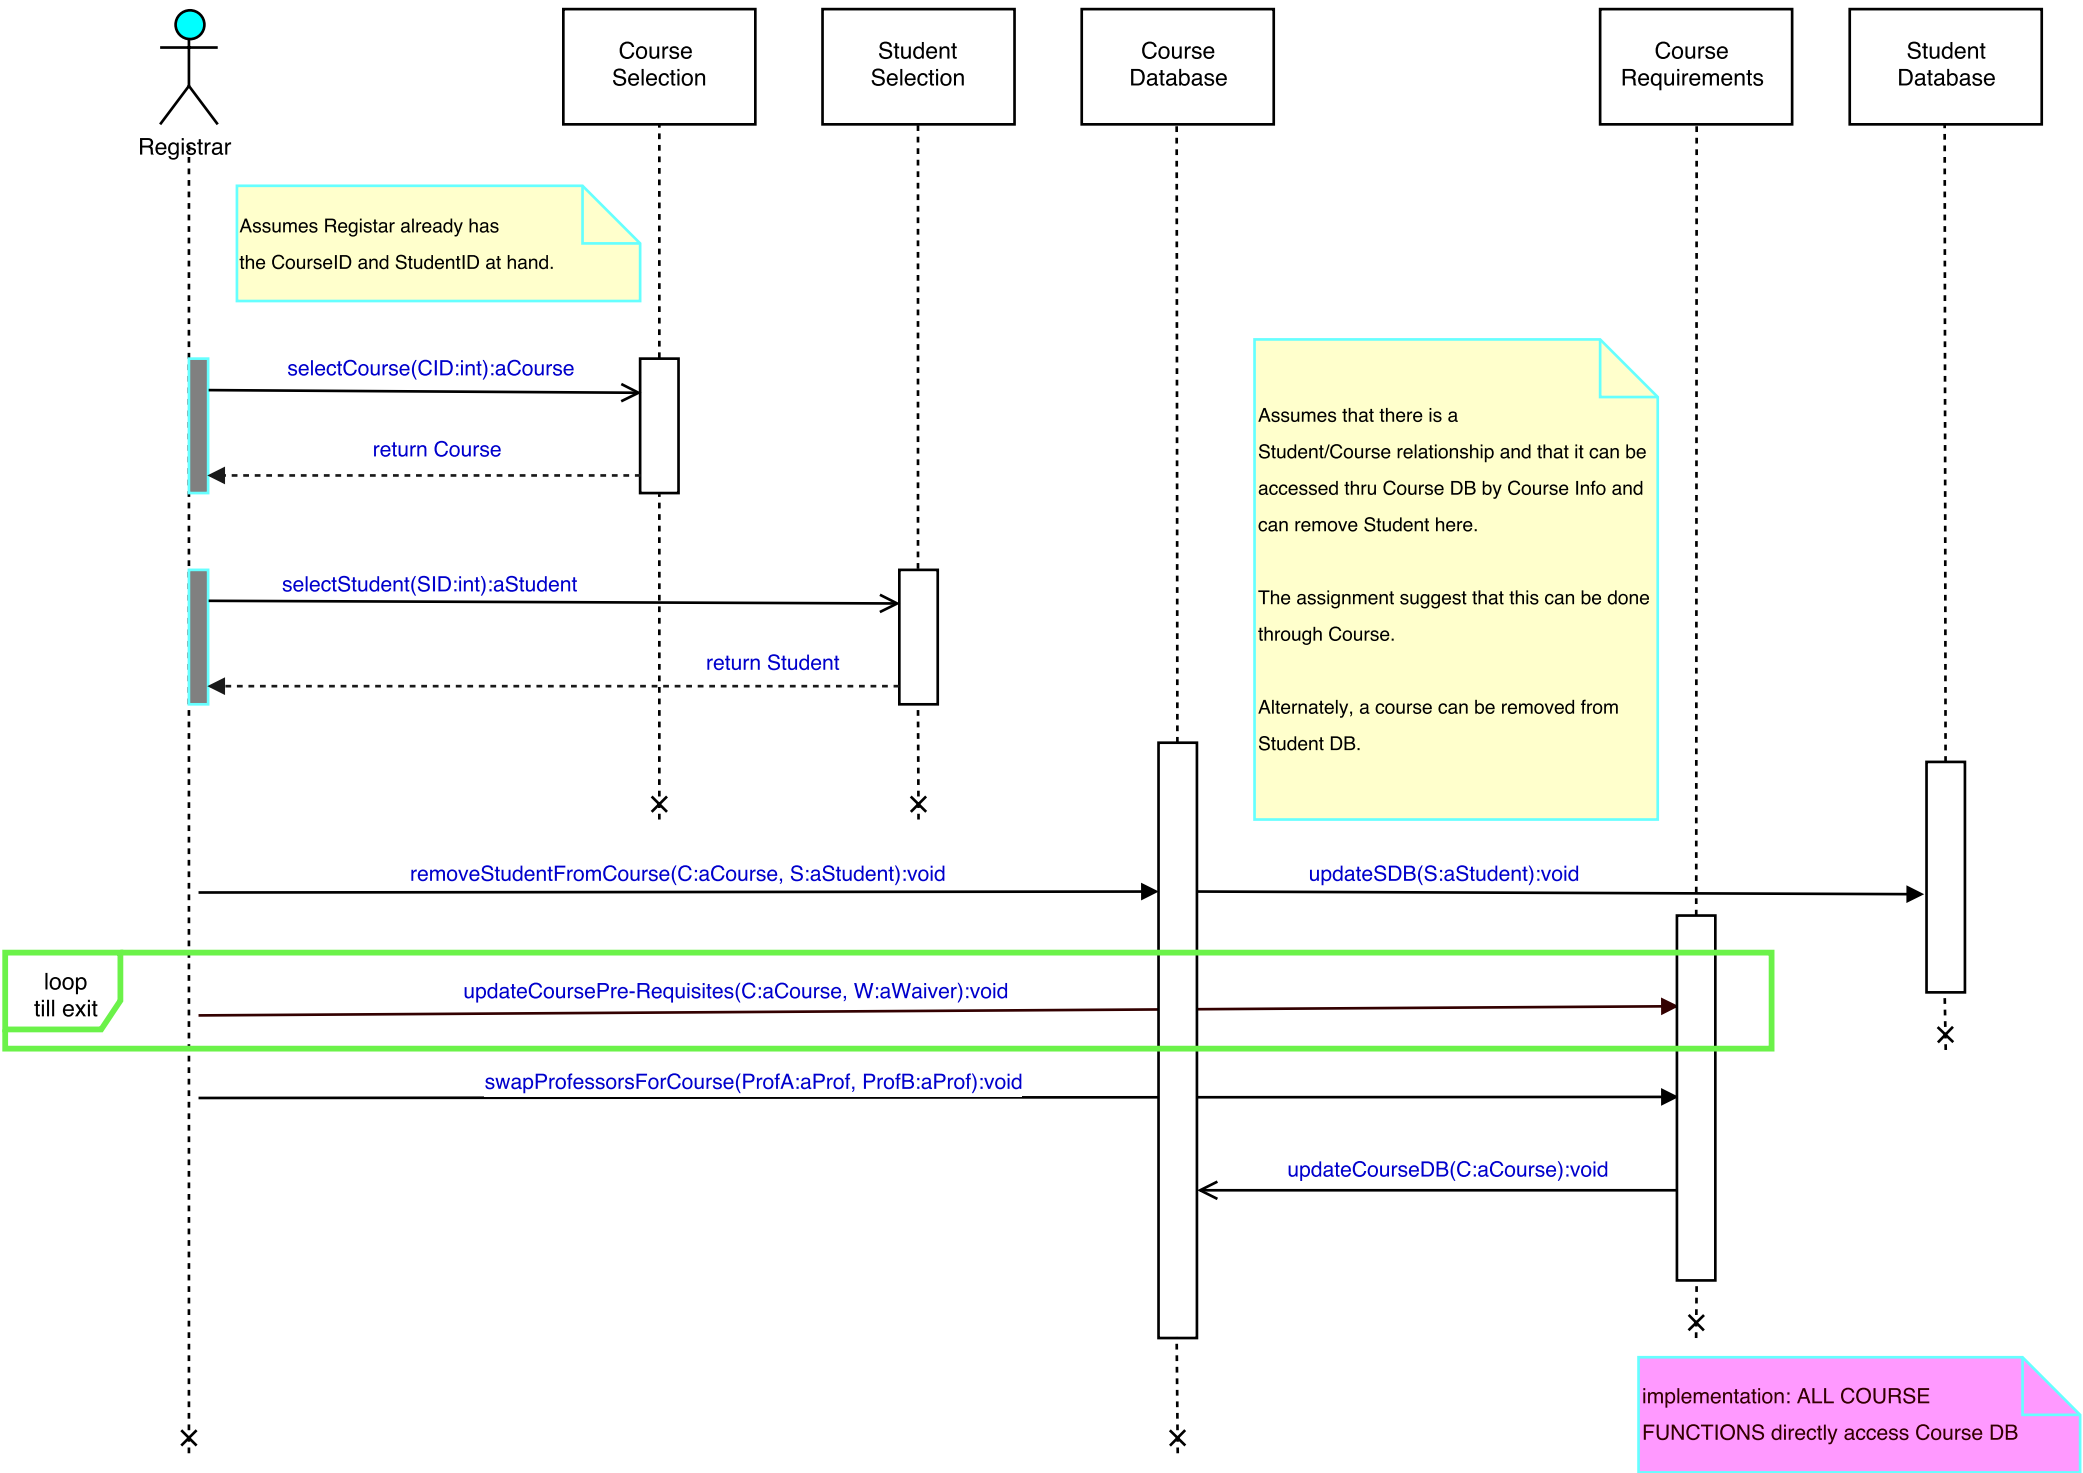 Course
Selection
Student
Selection
Course
Database
Course
Requirements
Student
Database
Registrar
Assumes Registar already has
the CourseID and StudentID at hand.
selectCourse(CID:int):aCourse
return Course
Assumes that there is a
Student/Course relationship and that it can be
accessed thru Course DB by Course Info and
can remove Student here.
The assignment suggest that this can be done
through Course.
Alternately, a course can be removed from
Student DB.
selectStudent(SID:int):aStudent
return Student
removeStudentFromCourse(C:aCourse, S:aStudent):void
updateSDB(S:aStudent):void
loop
till exit
updateCoursePre-Requisites(C:aCourse, W:aWaiver):void
swapProfessorsForCourse(ProfA:aProf, ProfB:aProf):void
updateCourseDB(C:aCourse):void
implementation: ALL COURSE
FUNCTIONS directly access Course DB